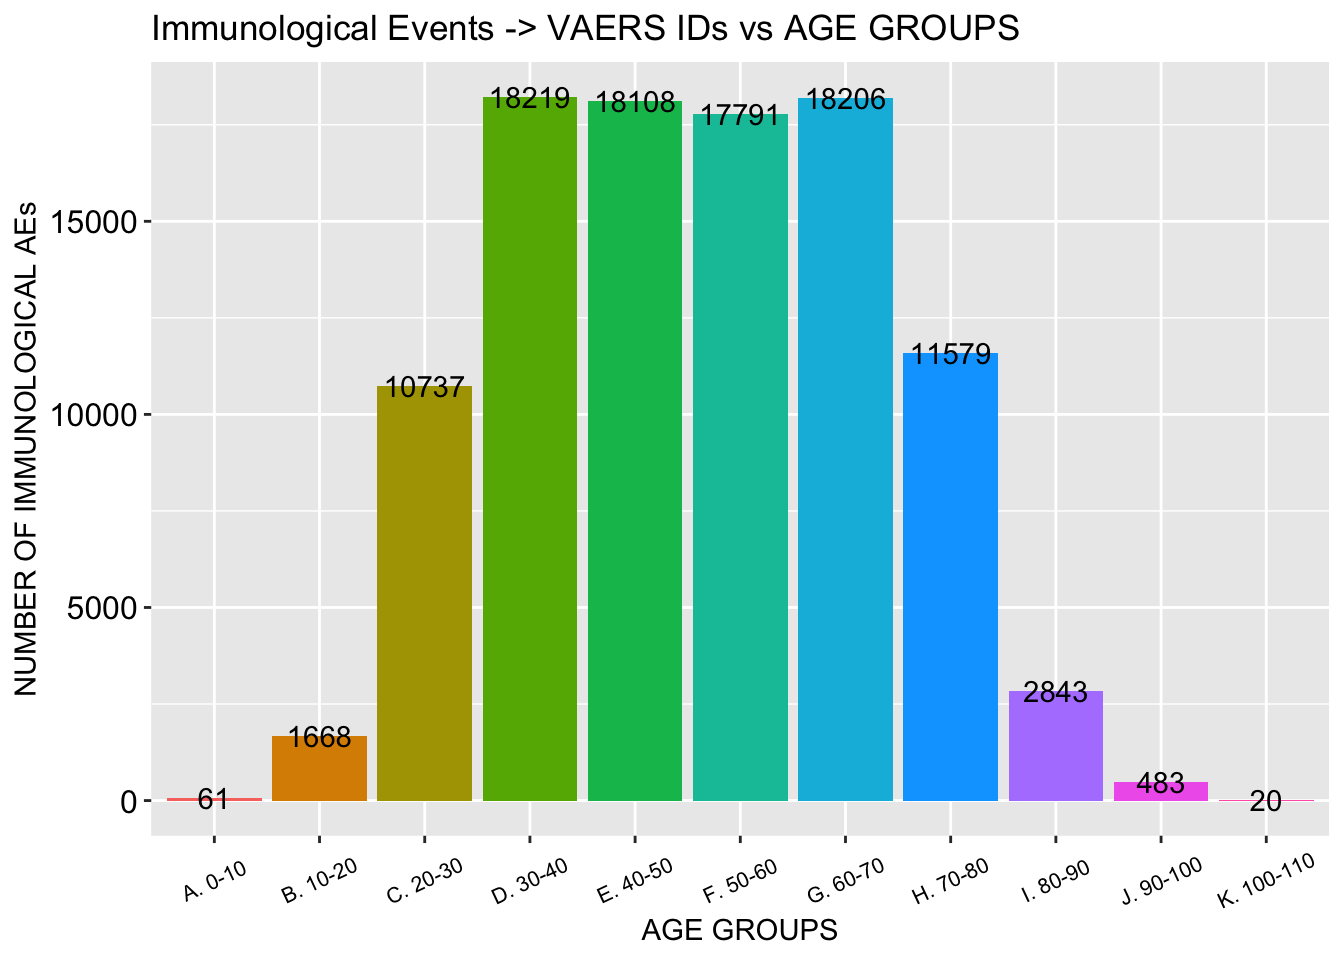 Immunological Events -> VAERS IDs vs AGE GROUPS
NUMBER OF IMMUNOLOGICAL AEs
15000
10000
5000
0
61
1668
10737
18219
18108
17791
18206
11579
2843
483
20
A. 0-10
B. 10-20
C. 20-30
D. 30-40
E. 40-50
F. 50-60
G. 60-70
H. 70-80
I. 80-90
J. 90-100
K. 100-110
AGE GROUPS